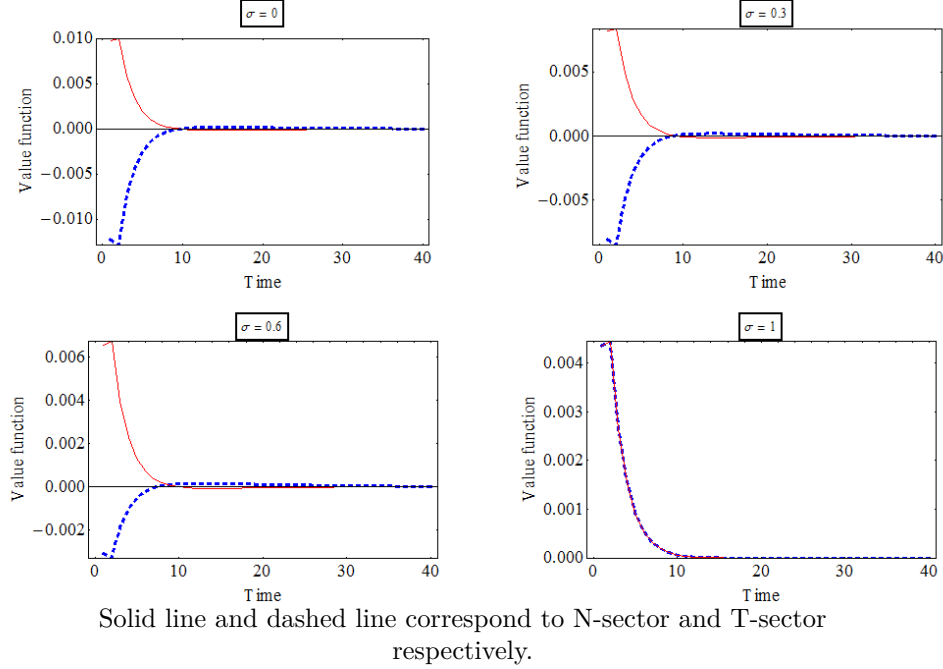 σ = 0
0.010
0.005
0.000
−0.005
−0.010
Value function
0 10 20 30 40
Time
σ = 0.3
0.005
0.000
−0.005
Value function
0 10 20 30 40
Time
σ = 0.6
0.006
0.004
0.002
0.000
−0.002
Value function
0 10 20 30 40
Time
σ = 1
0.004
0.003
0.002
0.001
0.000
Value function
0 10 20 30 40
Time
Solid line and dashed line correspond to N-sector and T-sector
respectively.